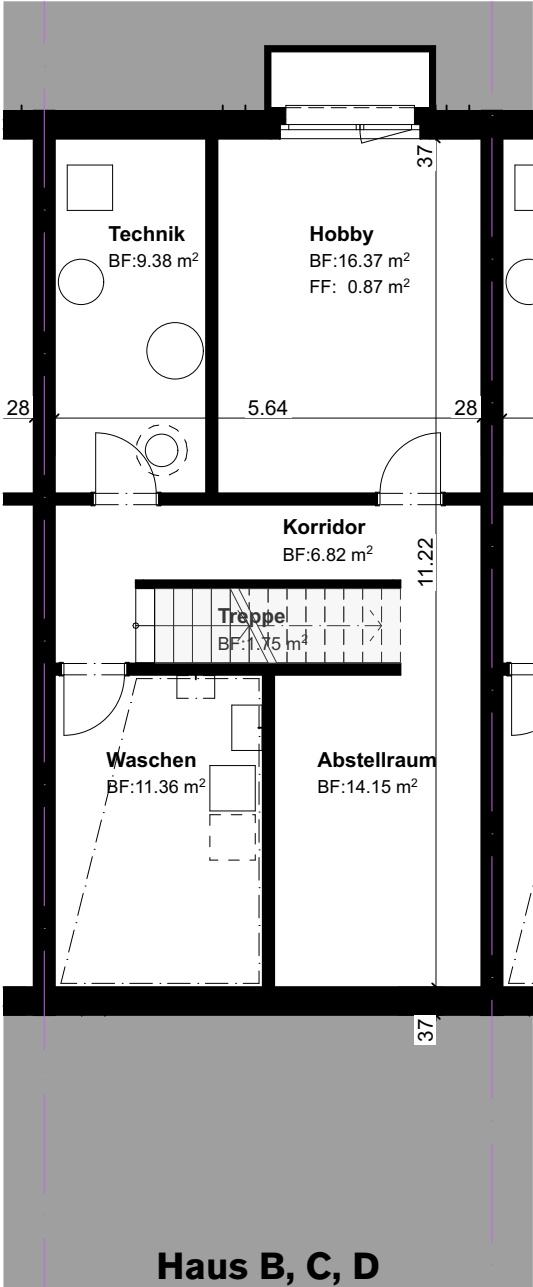 37
Technik
BF:9.38 m²
Hobby
BF:16.37 m²
FF: 0.87 m²
28
5.64
28
Korridor
BF:6.82 m²
11.22
Treppe
BF:1.75 m²
Waschen
BF:11.36 m²
Abstellraum
BF:14.15 m²
37
Haus B, C, D